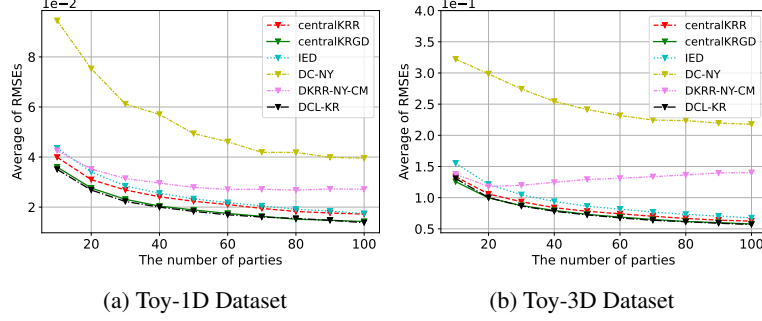 1e−2
Average of RMSEs
8
6
4
2
centralKRR
centralKRGD
IED
DC-NY
DKRR-NY-CM
DCL-KR
20 40 60 80 100
The number of parties
(a) Toy-1D Dataset
1e−1
Average of RMSEs
4.0
3.5
3.0
2.5
2.0
1.5
1.0
0.5
centralKRR
centralKRGD
IED
DC-NY
DKRR-NY-CM
DCL-KR
20 40 60 80 100
The number of parties
(b) Toy-3D Dataset